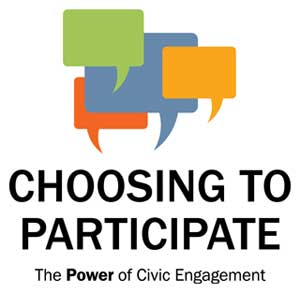 CHOOSING TO
PARTICIPATE
The Power of Civic Engagement